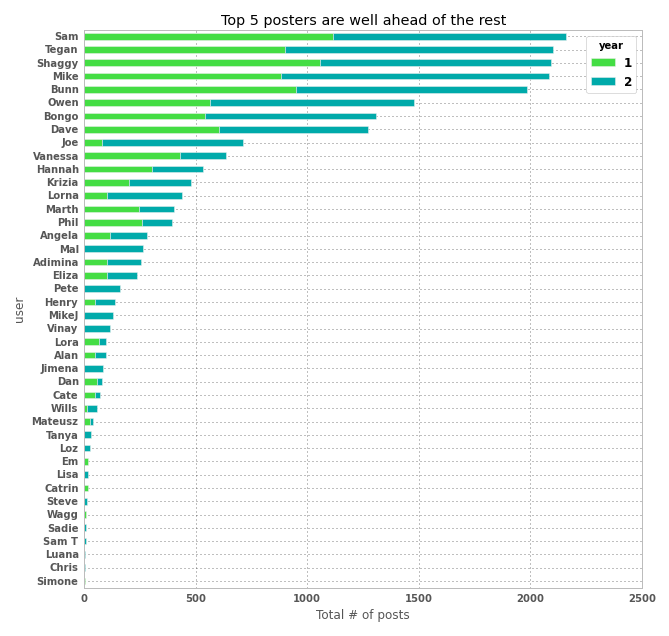 Top 5 posters are well ahead of the rest
year
1
2
user
Sam
Tegan
Shaggy
Mike
Bunn
Owen
Bongo
Dave
Joe
Vanessa
Hannah
Krizia
Lorna
Marth
Phil
Angela
Mal
Adimina
Eliza
Pete
Henry
MikeJ
Vinay
Lora
Alan
Jimena
Dan
Cate
Wills
Mateusz
Tanya
Loz
Em
Lisa
Catrin
Steve
Wagg
Sadie
Sam T
Luana
Chris
Simone
0 500 1000 1500 2000 2500
Total # of posts